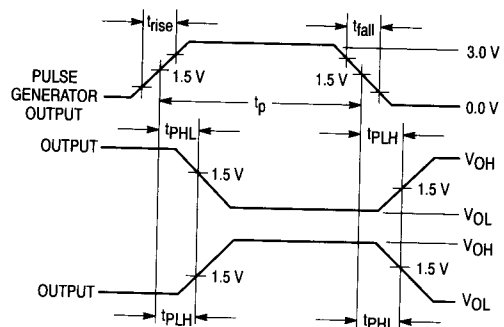 trise
tfall
3.0 V
1.5 V
1.5 V
PULSE
GENERATOR
OUTPUT
tp
0.0 V
tPHL
tPLH
OUTPUT
VOH
1.5 V
1.5 V
VOL
VOH
1.5 V
1.5 V
OUTPUT
VOL
tPLH
tPHL